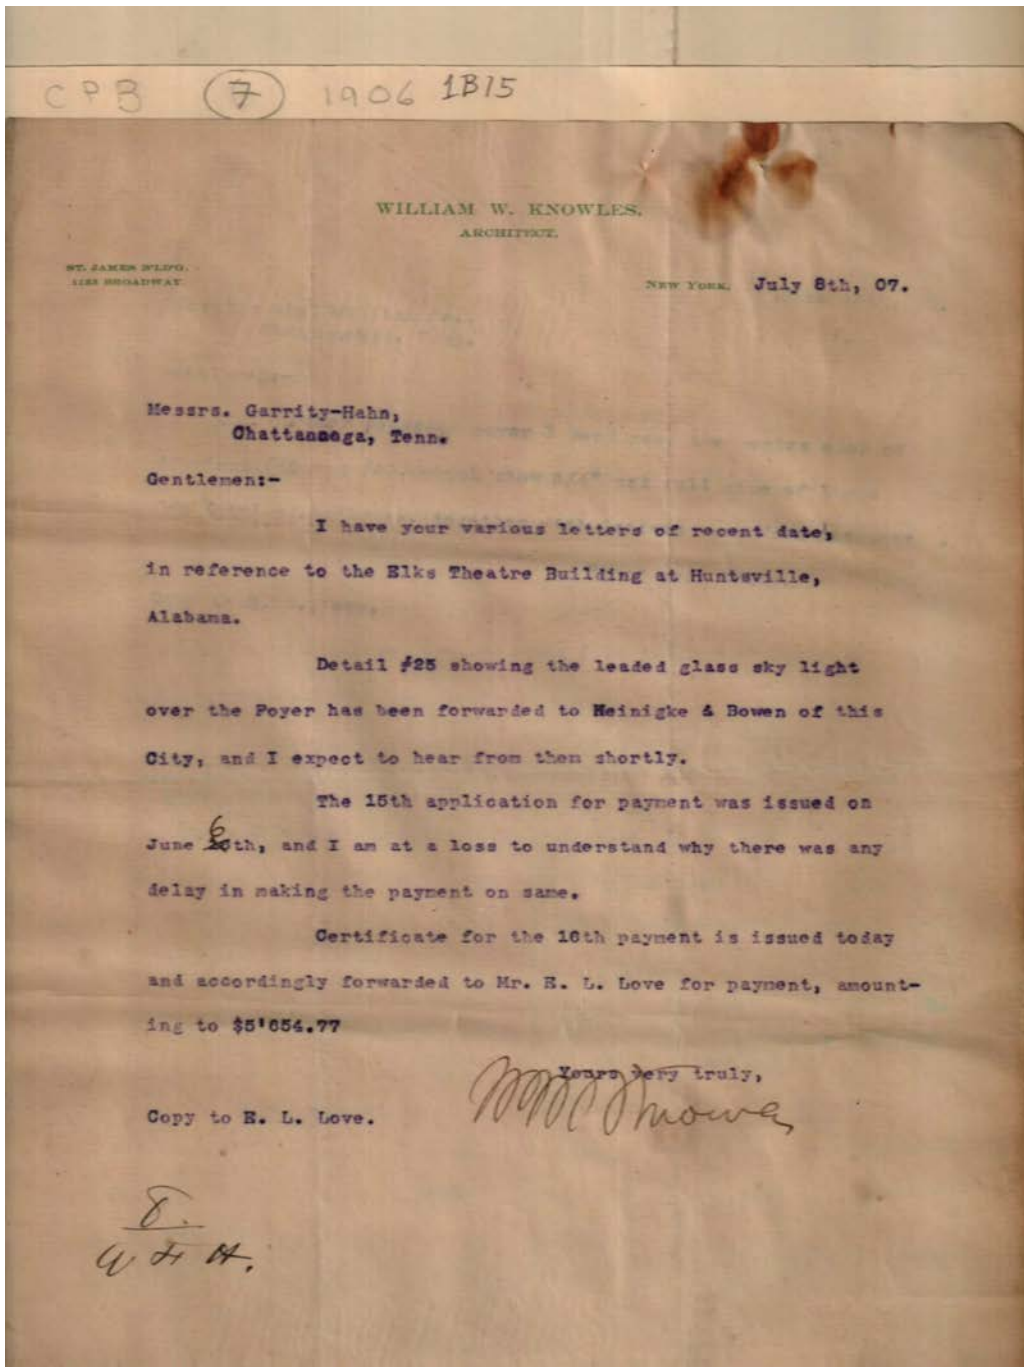 CPB 7 1906 1B15
WILLIAM W. KNOWLES,
ARCHITECT.
ST. JAMES B'LD'G.
1133 BROADWAY.
NEW YORK, July 8th, 07.
Messrs. Garrity-Hahn,
Chattanooga, Tenn.
Gentlemen:-
I have your various letters of recent date,
in reference to the Elks Theatre Building at Huntsville,
Alabama.
Detail #25 showing the leaded glass sky light
over the Foyer has been forwarded to Heinigke & Bowen of this
City, and I expect to hear from them shortly.
The 15th application for payment was issued on
June 6th, and I am at a loss to understand why there was any
delay in making the payment on same.
Certificate for the 16th payment is issued today
and accordingly forwarded to Mr. E. L. Love for payment, amount-
ing to $5'654.77
Yours very truly,
W W Knowles
Copy to E. L. Love.
G & H.